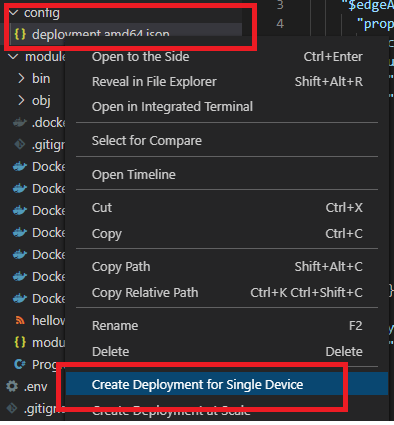 config
3 "$edgeA
deployment.amd64.json
4 "prop
module
Open to the Side Ctrl+Enter
bin
Reveal in File Explorer Shift+Alt+R
obj
Open in Integrated Terminal
.docke
.gitign
Select for Compare
Docke
Open Timeline
Docke
Cut Ctrl+X
Docke
Copy Ctrl+C
Docke
Copy Path Shift+Alt+C
Docke
Copy Relative Path Ctrl+K Ctrl+Shift+C
Docke
hellow
Rename F2
modu
Delete Delete
Prog
.env
Create Deployment for Single Device
.gitign
Create Deployment at Scale